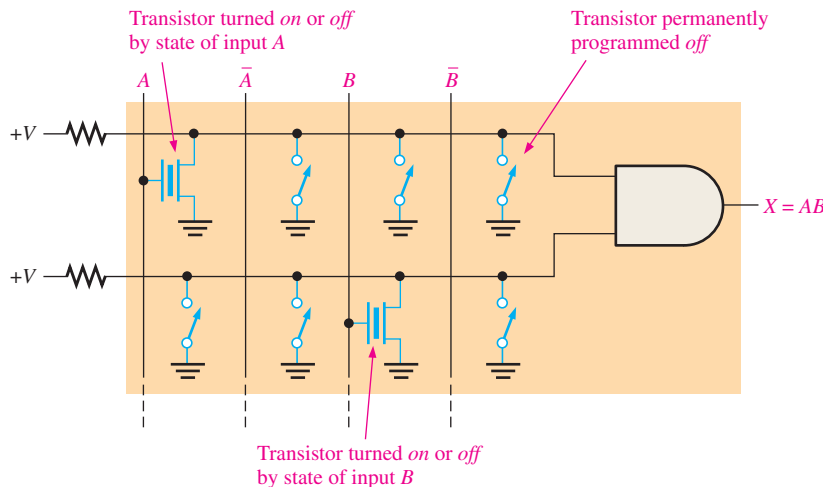 Transistor turned on or off
by state of input A
Transistor permanently
programmed off
A
A̅
B
B̅
+V
X = AB
+V
Transistor turned on or off
by state of input B